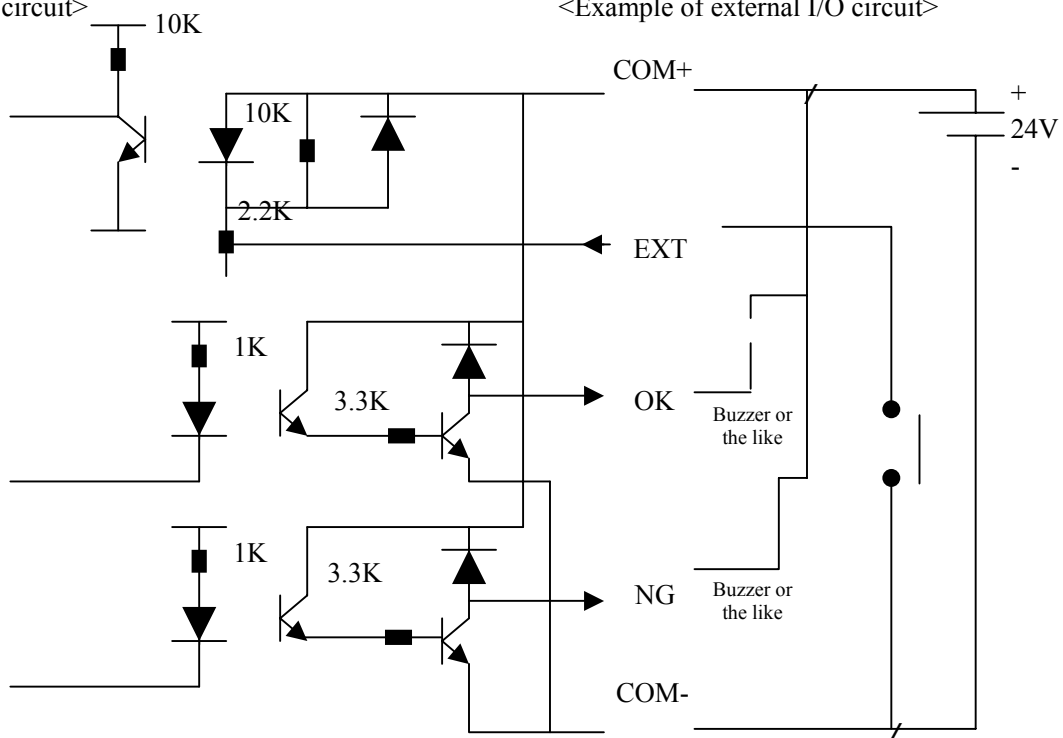 circuit>
<Example of external I/O circuit>
10K
COM+
+
10K
24V
-
2.2K
EXT
1K
3.3K
OK
Buzzer or
the like
1K
3.3K
NG
Buzzer or
the like
COM-